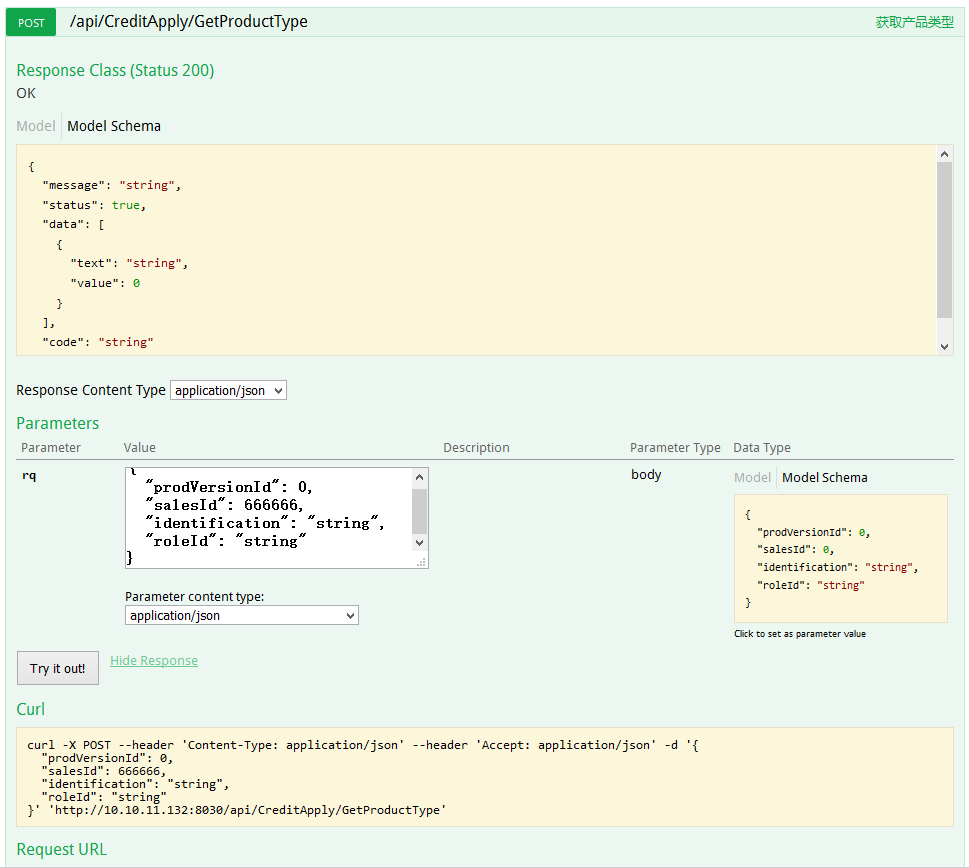 POST /api/CreditApply/GetProductType 获取产品类型
Response Class (Status 200)
OK
Model Model Schema
{
"message": "string",
"status": true,
"data": [
{
"text": "string",
"value": 0
}
],
"code": "string"
Response Content Type application/json
Parameters
Parameter Value Description Parameter Type Data Type
rq
{
"prodVersionId": 0,
"salesId": 666666,
"identification": "string",
"roleId": "string"
}
body
Model Model Schema
{
"prodVersionId": 0,
"salesId": 0,
"identification": "string",
"roleId": "string"
}
Click to set as parameter value
Parameter content type:
application/json
Try it out! Hide Response
Curl
curl -X POST --header 'Content-Type: application/json' --header 'Accept: application/json' -d '{
"prodVersionId": 0,
"salesId": 666666,
"identification": "string",
"roleId": "string"
}' 'http://10.10.11.132:8030/api/CreditApply/GetProductType'
Request URL